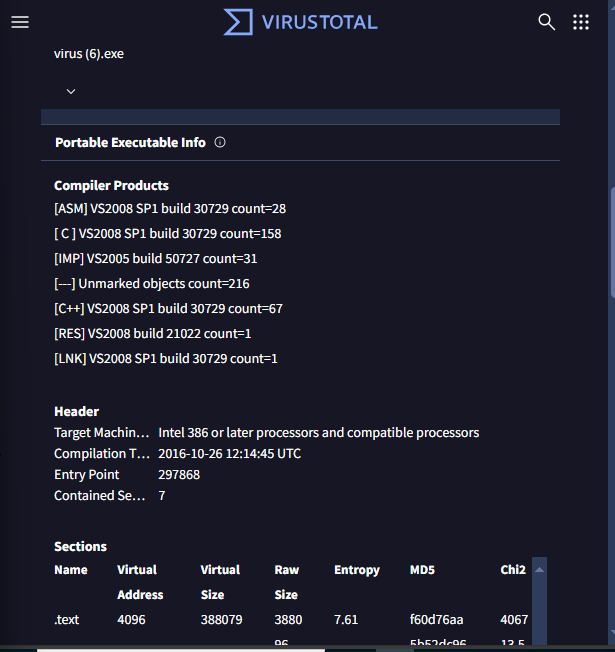 VIRUSTOTAL
virus (6).exe
Portable Executable Info
Compiler Products
[ASM] VS2008 SP1 build 30729 count=28
[ C ] VS2008 SP1 build 30729 count=158
[IMP] VS2005 build 50727 count=31
[---] Unmarked objects count=216
[C++] VS2008 SP1 build 30729 count=67
[RES] VS2008 build 21022 count=1
[LNK] VS2008 SP1 build 30729 count=1
Header
Target Machin... Intel 386 or later processors and compatible processors
Compilation T... 2016-10-26 12:14:45 UTC
Entry Point 297868
Contained Se... 7
Sections
Name Virtual Virtual Raw Entropy MD5 Chi2
Address Size Size
.text 4096 388079 3880 7.61 f60d76aa 4067
96 5b52dc96 13.5